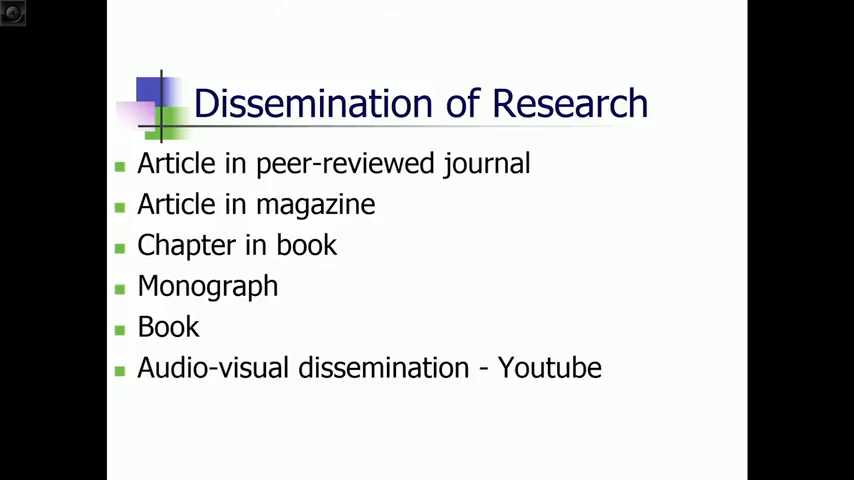 Dissemination of Research
Article in peer-reviewed journal
Article in magazine
Chapter in book
Monograph
Book
Audio-visual dissemination - Youtube